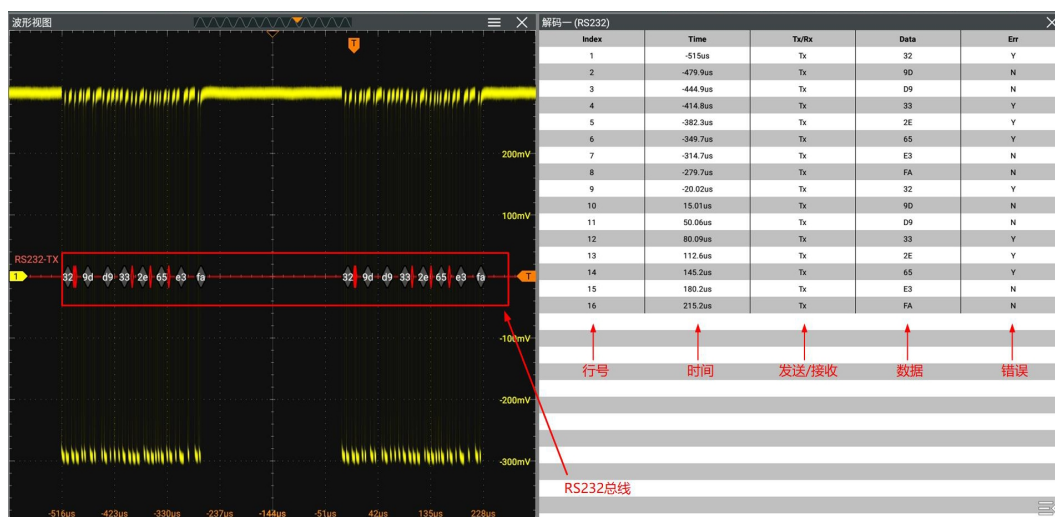 波形视图
T
200mV
100mV
RS232-TX
1
32 9d d9 33 2e 65 e3 fa
32 9d d9 33 2e 65 e3 fa
T
-100mV
-200mV
-300mV
-516us -423us -330us -237us -144us -51us 42us 135us 228us
解码一 (RS232)
Index Time Tx/Rx Data Err
1 -515us Tx 32 Y
2 -479.9us Tx 9D N
3 -444.9us Tx D9 N
4 -414.8us Tx 33 Y
5 -382.3us Tx 2E Y
6 -349.7us Tx 65 Y
7 -314.7us Tx E3 N
8 -279.7us Tx FA N
9 -20.02us Tx 32 Y
10 15.01us Tx 9D N
11 50.06us Tx D9 N
12 80.09us Tx 33 Y
13 112.6us Tx 2E Y
14 145.2us Tx 65 Y
15 180.2us Tx E3 N
16 215.2us Tx FA N
行号 时间 发送/接收 数据 错误
RS232总线